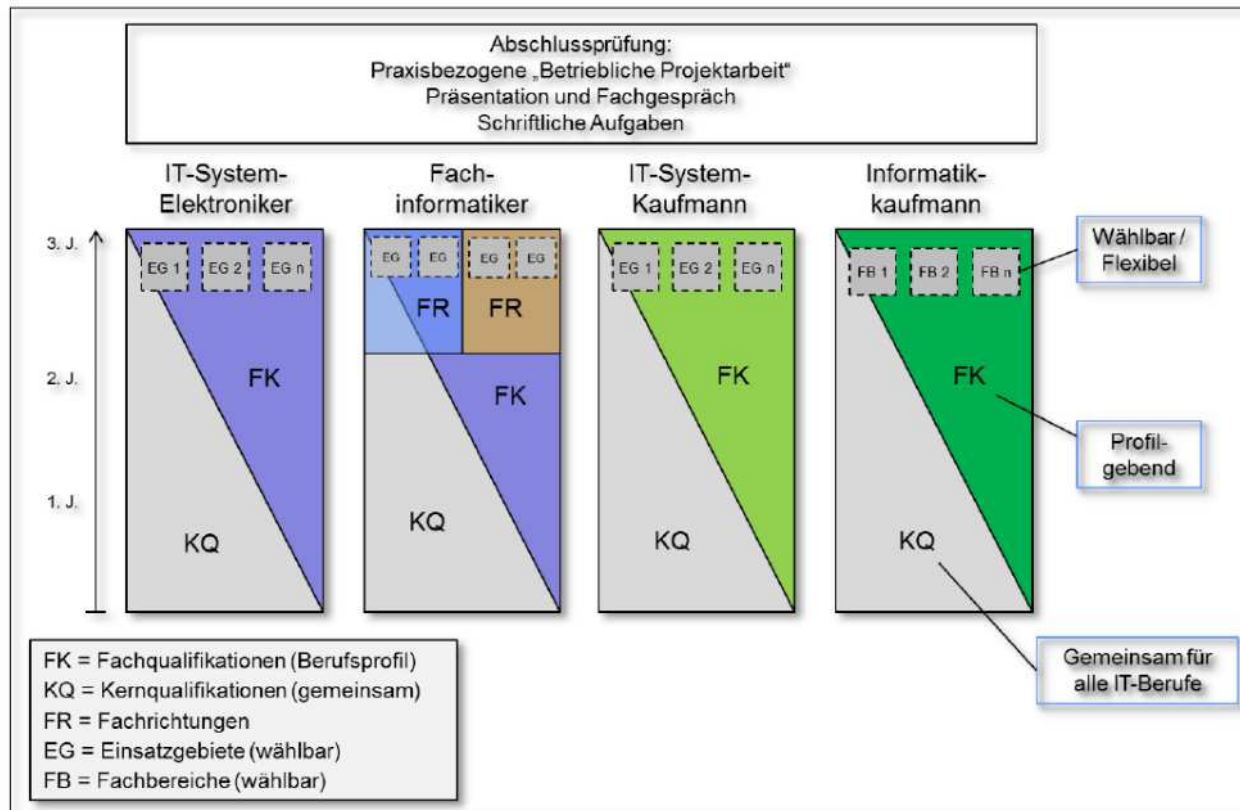 Abschlussprüfung:
Praxisbezogene „Betriebliche Projektarbeit“
Präsentation und Fachgespräch
Schriftliche Aufgaben
IT-System-
Elektroniker
Fach-
informatiker
IT-System-
Kaufmann
Informatik-
kaufmann
3. J.
2. J.
1. J.
EG 1 EG 2 EG n
FK
KQ
EG EG EG EG
FR FR
FK
KQ
EG 1 EG 2 EG n
FK
KQ
FB 1 FB 2 FB n
FK
KQ
Wählbar /
Flexibel
Profil-
gebend
Gemeinsam für
alle IT-Berufe
FK = Fachqualifikationen (Berufsprofil)
KQ = Kernqualifikationen (gemeinsam)
FR = Fachrichtungen
EG = Einsatzgebiete (wählbar)
FB = Fachbereiche (wählbar)